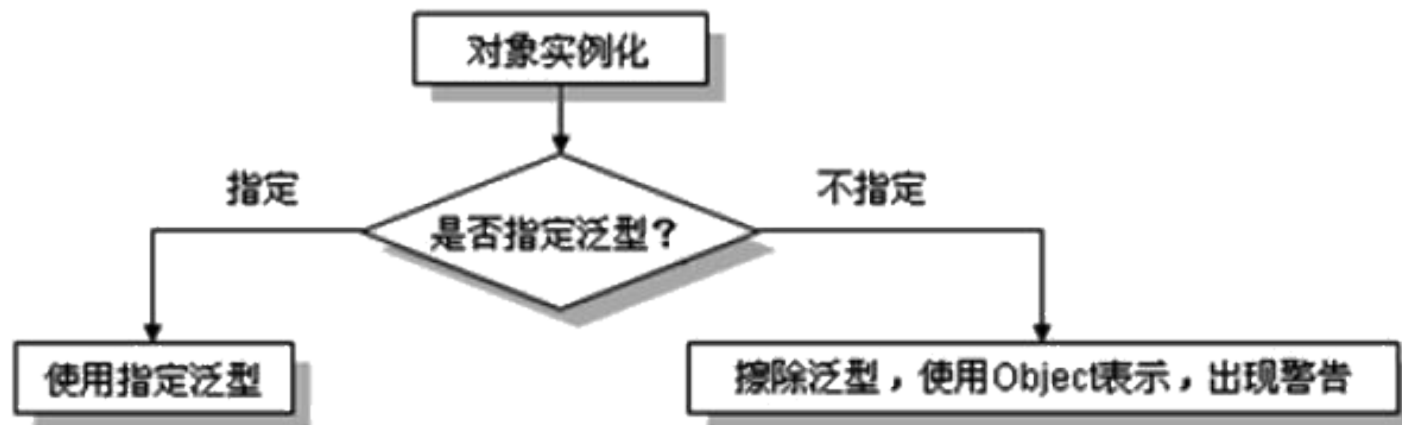 对象实例化
指定
不指定
是否指定泛型？
使用指定泛型
擦除泛型，使用Object表示，出现警告